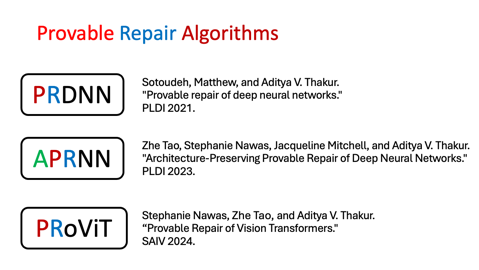 Provable Repair Algorithms
PRDNN
Sotoudeh, Matthew, and Aditya V. Thakur.
"Provable repair of deep neural networks."
PLDI 2021.
APRNN
Zhe Tao, Stephanie Nawas, Jacqueline Mitchell, and Aditya V. Thakur.
"Architecture-Preserving Provable Repair of Deep Neural Networks."
PLDI 2023.
PRoViT
Stephanie Nawas, Zhe Tao, and Aditya V. Thakur.
“Provable Repair of Vision Transformers."
SAIV 2024.